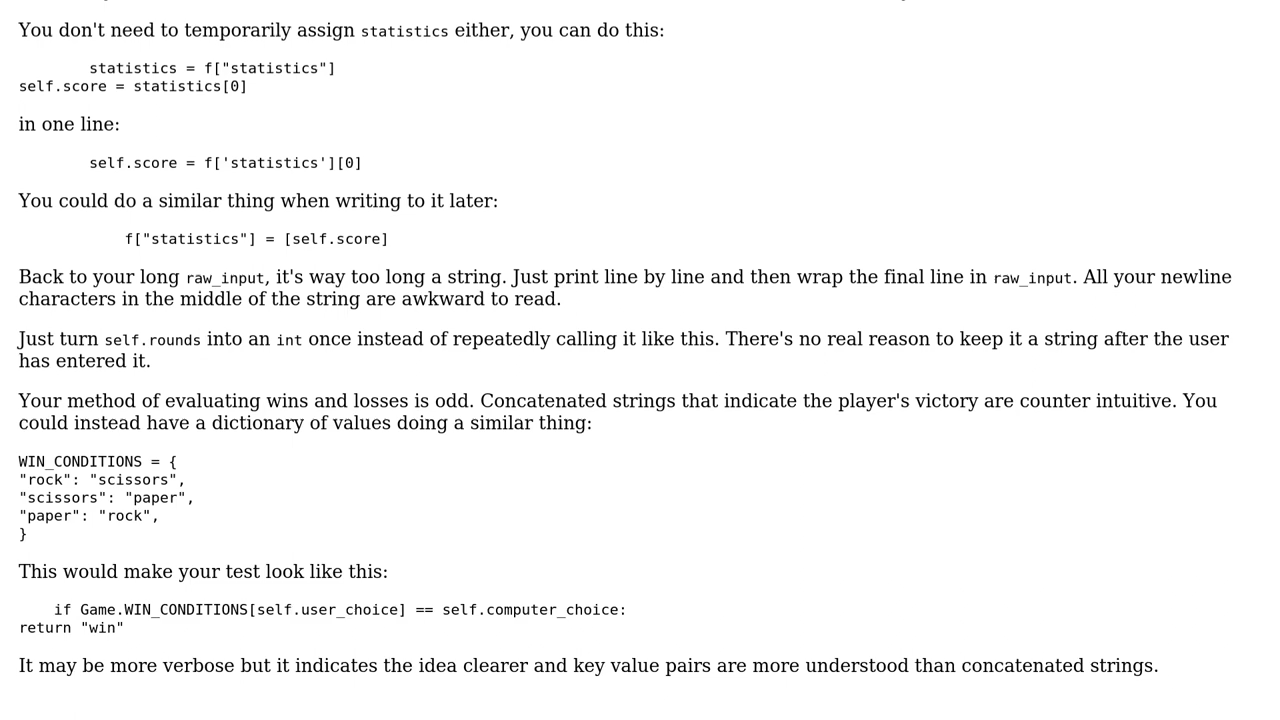 You don't need to temporarily assign statistics either, you can do this:
statistics = f["statistics"]
self.score = statistics[0]
in one line:
self.score = f['statistics'][0]
You could do a similar thing when writing to it later:
f["statistics"] = [self.score]
Back to your long raw_input, it's way too long a string. Just print line by line and then wrap the final line in raw_input. All your newline
characters in the middle of the string are awkward to read.
Just turn self.rounds into an int once instead of repeatedly calling it like this. There's no real reason to keep it a string after the user
has entered it.
Your method of evaluating wins and losses is odd. Concatenated strings that indicate the player's victory are counter intuitive. You
could instead have a dictionary of values doing a similar thing:
WIN_CONDITIONS = {
"rock": "scissors",
"scissors": "paper",
"paper": "rock",
}
This would make your test look like this:
if Game.WIN_CONDITIONS[self.user_choice] == self.computer_choice:
return "win"
It may be more verbose but it indicates the idea clearer and key value pairs are more understood than concatenated strings.